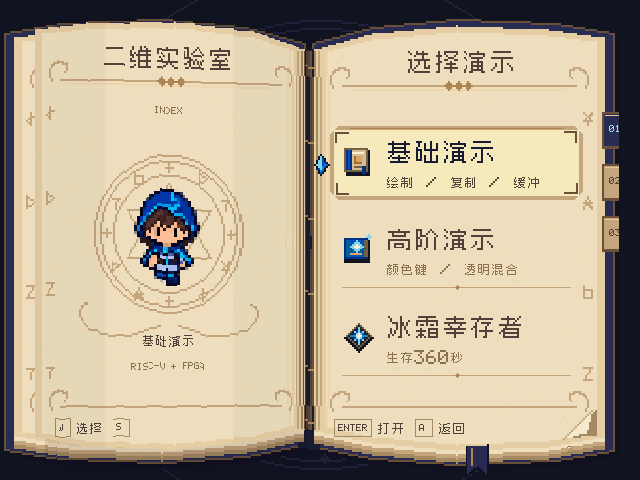 二维实验室
INDEX
基础演示
RISC-V + FPGA
J 选择 S
选择演示
基础演示
绘制 / 复制 / 缓冲
高阶演示
颜色键 / 透明混合
冰霜幸存者
生存360秒
ENTER 打开 A 返回
01
02
03